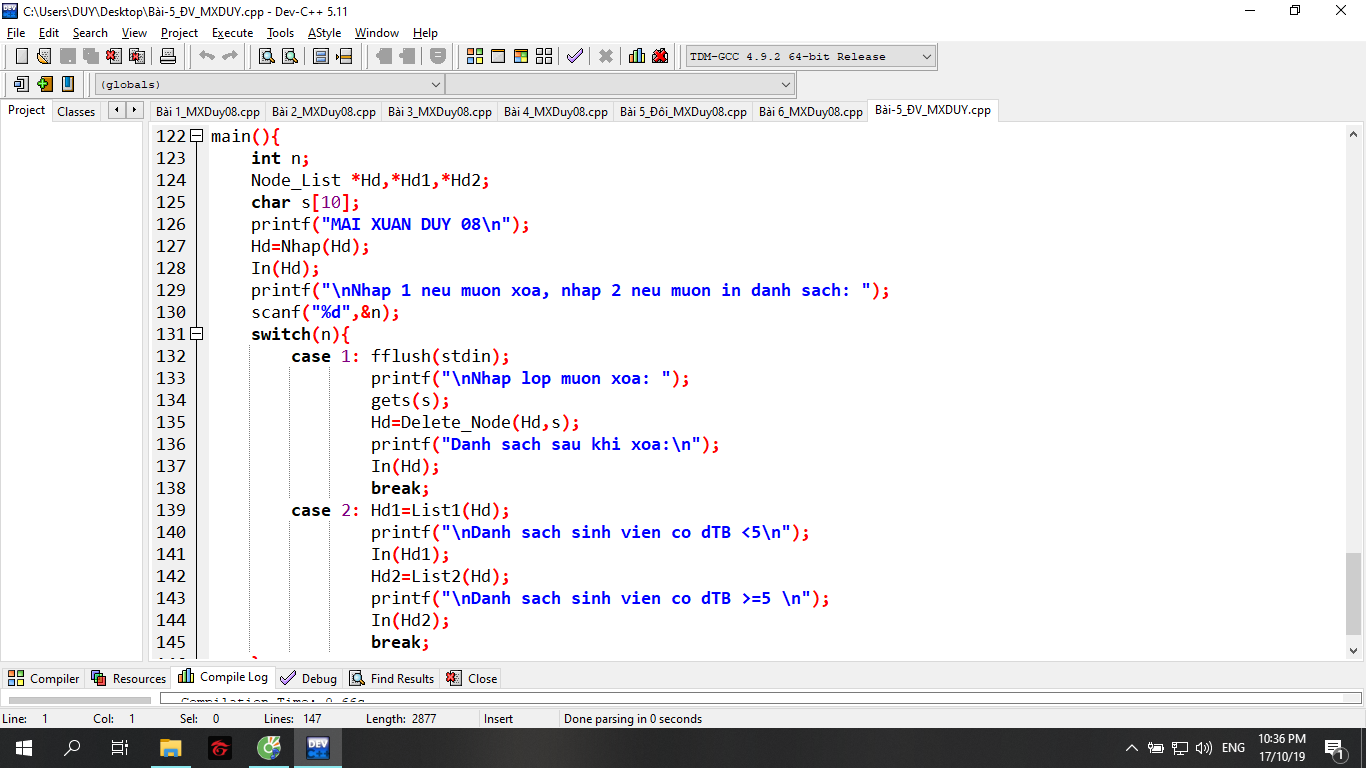 C:\Users\DUY\Desktop\Bài-5_ĐV_MXDUY.cpp - Dev-C++ 5.11
File Edit Search View Project Execute Tools AStyle Window Help
TDM-GCC 4.9.2 64-bit Release
(globals)
Project Classes Bài 1_MXDuy08.cpp Bài 2_MXDuy08.cpp Bài 3_MXDuy08.cpp Bài 4_MXDuy08.cpp Bài 5_Đôi_MXDuy08.cpp Bài 6_MXDuy08.cpp Bài-5_ĐV_MXDUY.cpp
122 main(){
123 int n;
124 Node_List *Hd,*Hd1,*Hd2;
125 char s[10];
126 printf("MAI XUAN DUY 08\n");
127 Hd=Nhap(Hd);
128 In(Hd);
129 printf("\nNhap 1 neu muon xoa, nhap 2 neu muon in danh sach: ");
130 scanf("%d",&n);
131 switch(n){
132 case 1: fflush(stdin);
133 printf("\nNhap lop muon xoa: ");
134 gets(s);
135 Hd=Delete_Node(Hd,s);
136 printf("Danh sach sau khi xoa:\n");
137 In(Hd);
138 break;
139 case 2: Hd1=List1(Hd);
140 printf("\nDanh sach sinh vien co dTB <5\n");
141 In(Hd1);
142 Hd2=List2(Hd);
143 printf("\nDanh sach sinh vien co dTB >=5 \n");
144 In(Hd2);
145 break;
Compiler Resources Compile Log Debug Find Results Close
Line: 1 Col: 1 Sel: 0 Lines: 147 Length: 2877 Insert Done parsing in 0 seconds
DEV C++
ENG
10:36 PM
17/10/19
1